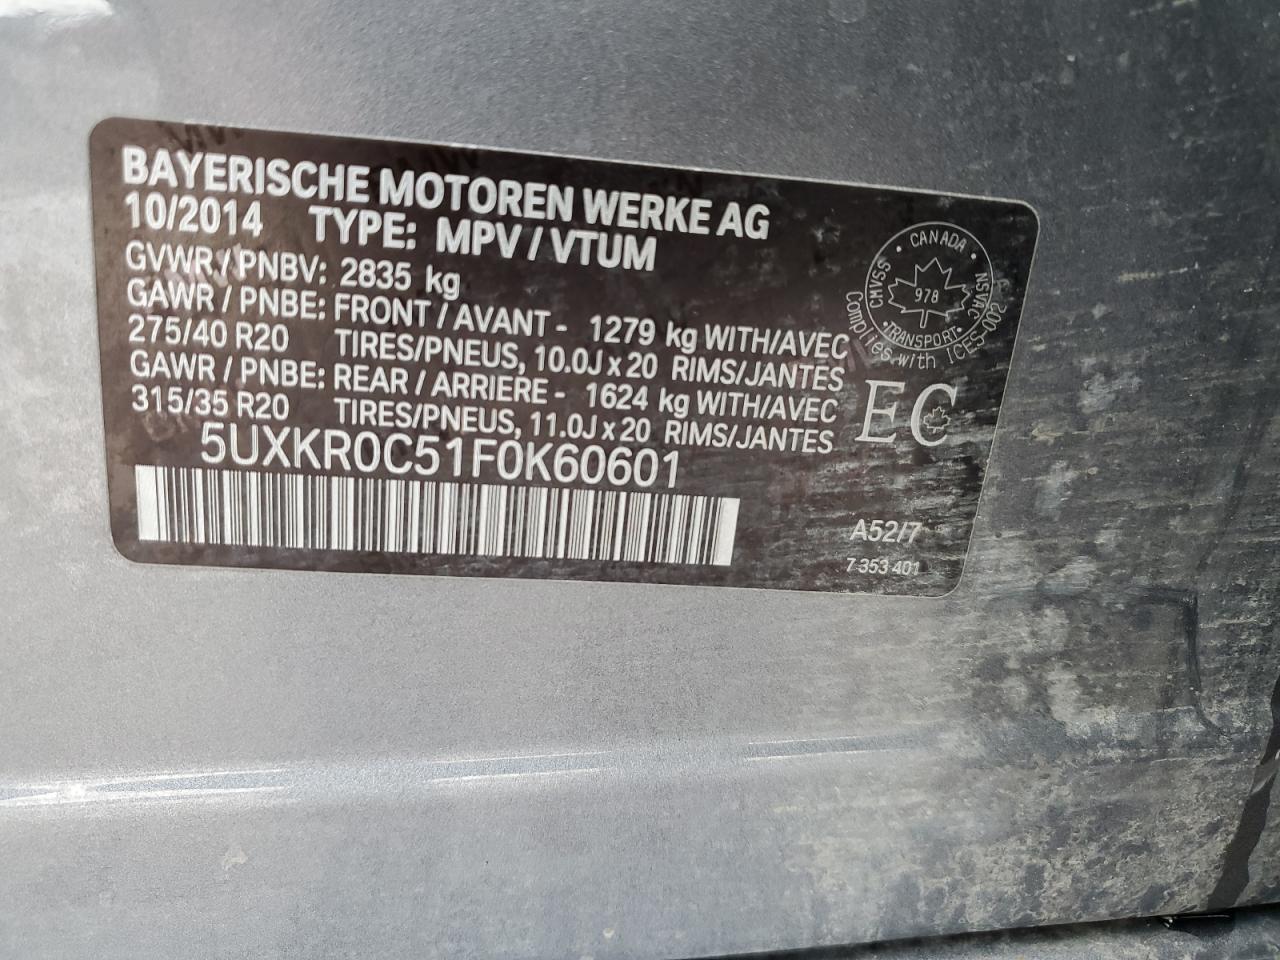 BAYERISCHE MOTOREN WERKE AG
10/2014 TYPE: MPV / VTUM
GVWR / PNBV: 2835 kg
GAWR / PNBE: FRONT / AVANT - 1279 kg WITH/AVEC
275/40 R20 TIRES/PNEUS, 10.0J x 20 RIMS/JANTES
GAWR / PNBE: REAR / ARRIERE - 1624 kg WITH/AVEC
315/35 R20 TIRES/PNEUS, 11.0J x 20 RIMS/JANTES
5UXKR0C51F0K60601
CANADA
CMVSS
NSVAC
978
TRANSPORT
Complies with ICES-002
EC
A52/7
7 353 401